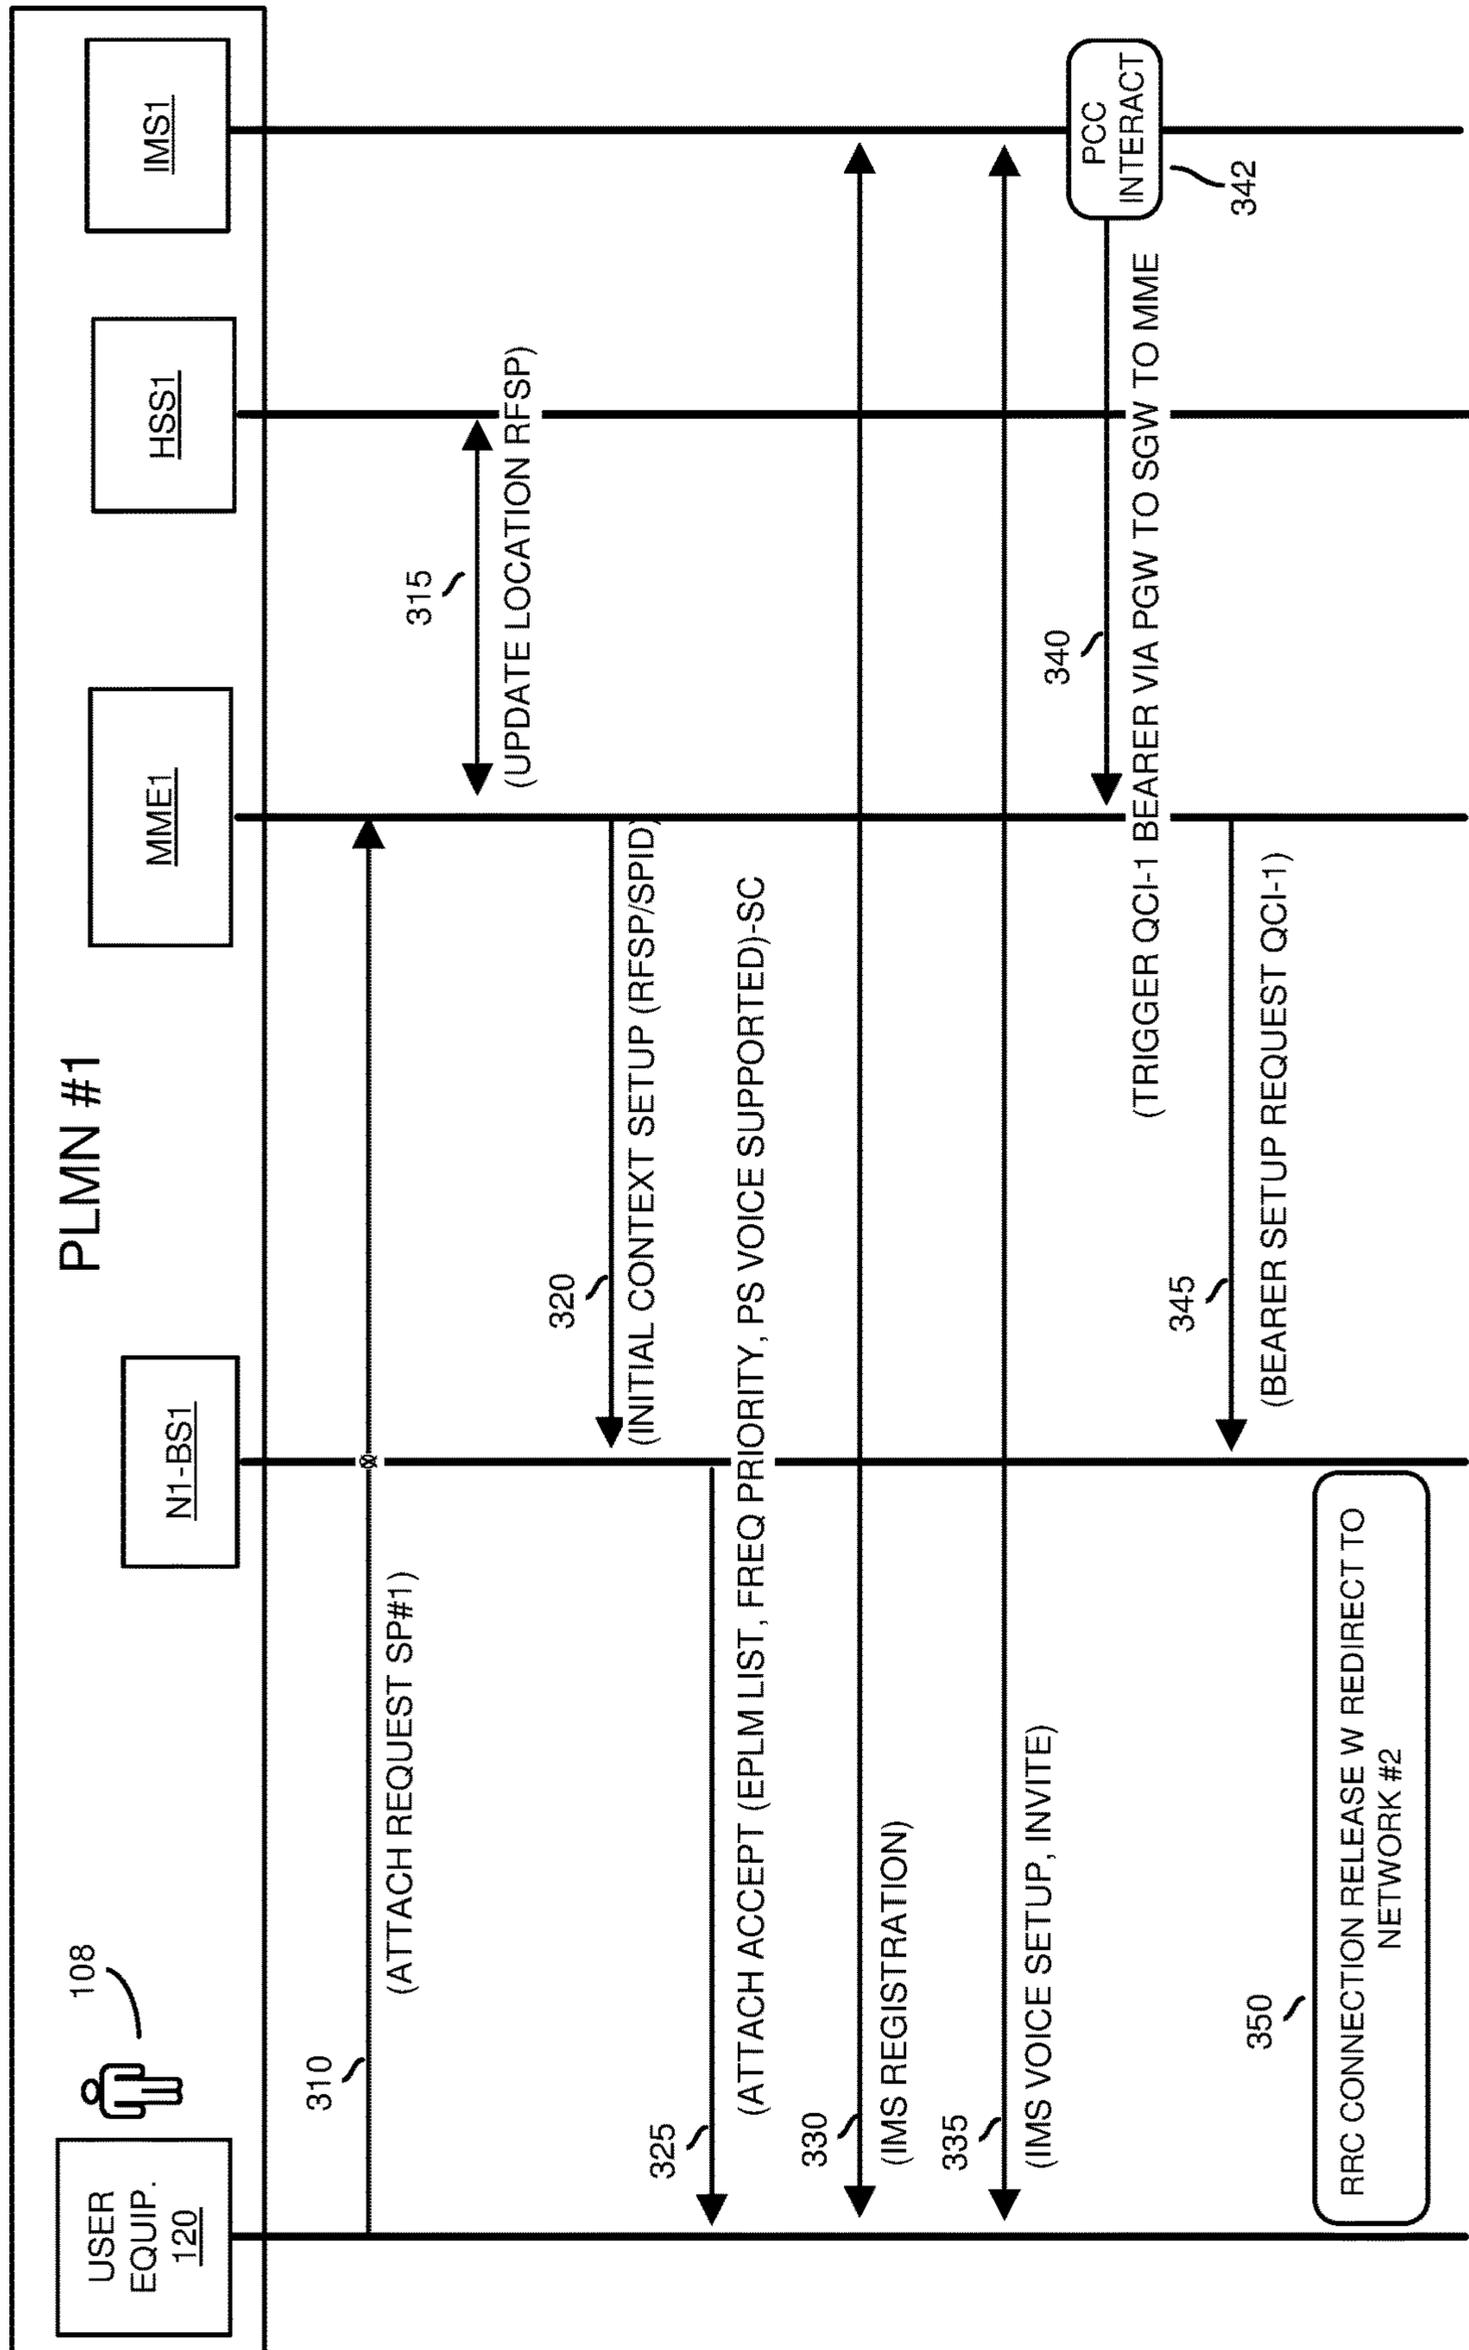 PLMN #1
108
USER
EQUIP.
120
N1-BS1
MME1
HSS1
IMS1
310
(ATTACH REQUEST SP#1)
315
(UPDATE LOCATION RFSP)
320
(INITIAL CONTEXT SETUP (RFSP/SPID)
325
(ATTACH ACCEPT (EPLM LIST, FREQ PRIORITY, PS VOICE SUPPORTED)-SC
330
(IMS REGISTRATION)
335
(IMS VOICE SETUP, INVITE)
PCC
INTERACT
342
340
(TRIGGER QCI-1 BEARER VIA PGW TO SGW TO MME
345
(BEARER SETUP REQUEST QCI-1)
350
RRC CONNECTION RELEASE W REDIRECT TO
NETWORK #2